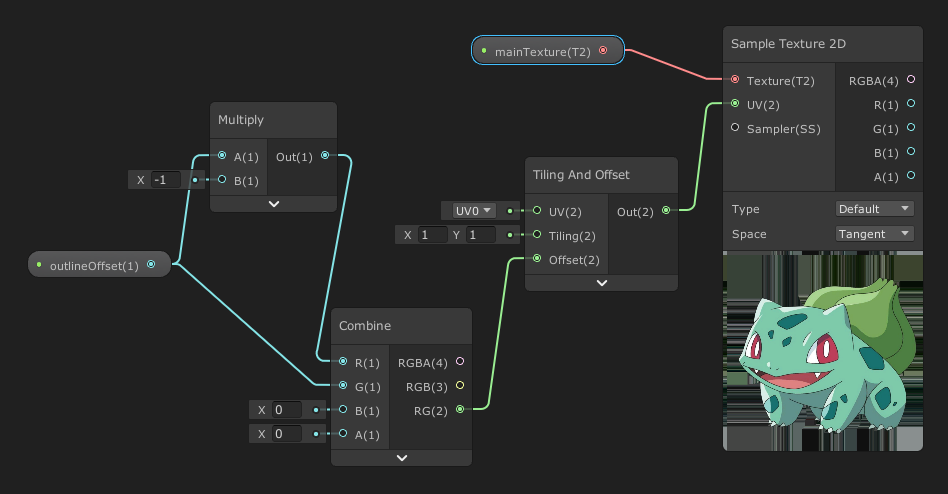 mainTexture(T2)
Sample Texture 2D
Texture(T2)
RGBA(4)
UV(2)
R(1)
Sampler(SS)
G(1)
B(1)
A(1)
Type
Default
Space
Tangent
Multiply
A(1)
Out(1)
X -1
B(1)
Tiling And Offset
UV0
UV(2)
Out(2)
X 1 Y 1
Tiling(2)
Offset(2)
outlineOffset(1)
Combine
R(1)
RGBA(4)
G(1)
RGB(3)
X 0
B(1)
RG(2)
X 0
A(1)